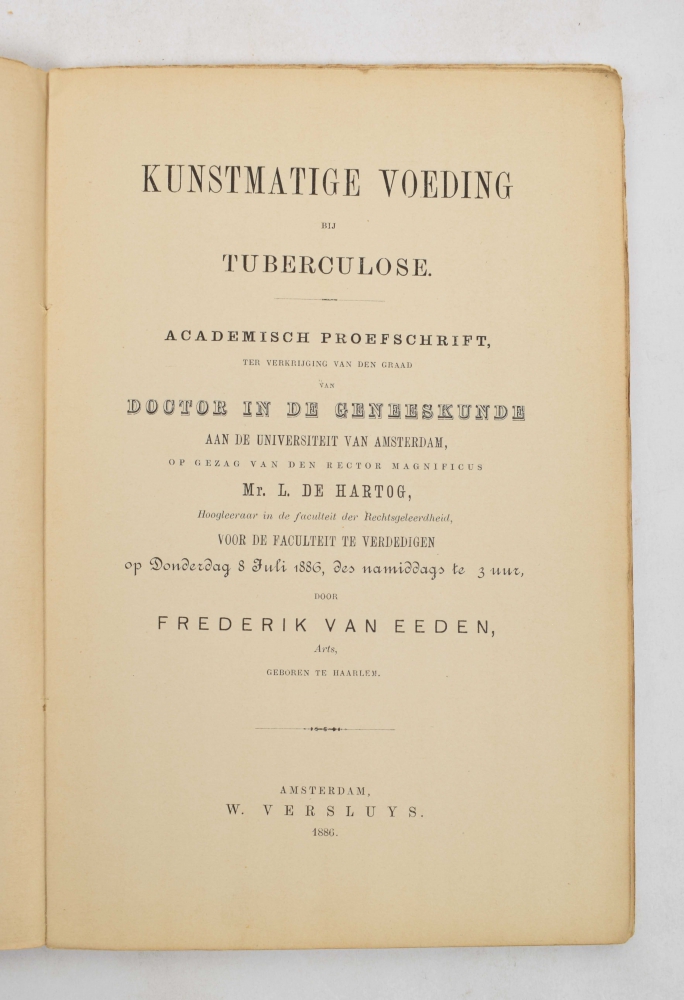 KUNSTMATIGE VOEDING
BIJ
TUBERCULOSE.
ACADEMISCH PROEFSCHRIFT,
TER VERKRIJGING VAN DEN GRAAD
VAN
DOCTOR IN DE GENEESKUNDE
AAN DE UNIVERSITEIT VAN AMSTERDAM,
OP GEZAG VAN DEN RECTOR MAGNIFICUS
Mr. L. DE HARTOG,
Hoogleeraar in de faculteit der Rechtsgeleerdheid,
VOOR DE FACULTEIT TE VERDEDIGEN
op Donderdag 8 Juli 1886, des namiddags te 3 uur,
DOOR
FREDERIK VAN EEDEN,
Arts,
GEBOREN TE HAARLEM.
AMSTERDAM,
W. VERSLUYS.
1886.